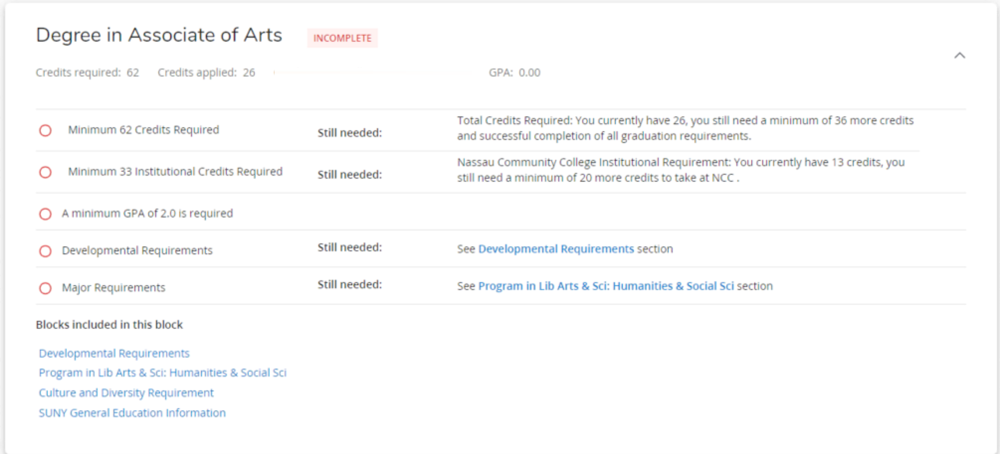 Degree in Associate of Arts INCOMPLETE
Credits required: 62 Credits applied: 26 GPA: 0.00
Minimum 62 Credits Required Still needed: Total Credits Required: You currently have 26, you still need a minimum of 36 more credits
and successful completion of all graduation requirements.
Minimum 33 Institutional Credits Required Still needed: Nassau Community College Institutional Requirement: You currently have 13 credits, you
still need a minimum of 20 more credits to take at NCC .
A minimum GPA of 2.0 is required
Developmental Requirements Still needed: See Developmental Requirements section
Major Requirements Still needed: See Program in Lib Arts & Sci: Humanities & Social Sci section
Blocks included in this block
Developmental Requirements
Program in Lib Arts & Sci: Humanities & Social Sci
Culture and Diversity Requirement
SUNY General Education Information